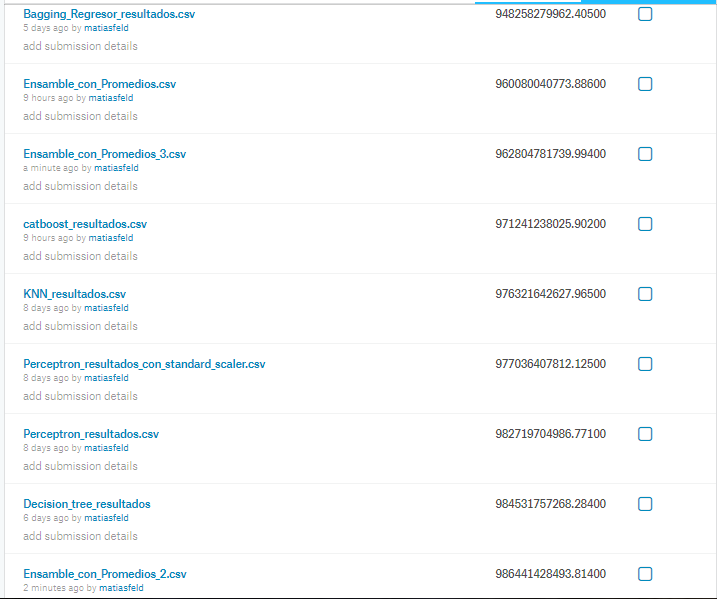 Bagging_Regresor_resultados.csv 948258279962.40500
5 days ago by matiasfeld
add submission details
Ensamble_con_Promedios.csv 960080040773.88600
9 hours ago by matiasfeld
add submission details
Ensamble_con_Promedios_3.csv 962804781739.99400
a minute ago by matiasfeld
add submission details
catboost_resultados.csv 971241238025.90200
9 hours ago by matiasfeld
add submission details
KNN_resultados.csv 976321642627.96500
8 days ago by matiasfeld
add submission details
Perceptron_resultados_con_standard_scaler.csv 977036407812.12500
8 days ago by matiasfeld
add submission details
Perceptron_resultados.csv 982719704986.77100
8 days ago by matiasfeld
add submission details
Decision_tree_resultados 984531757268.28400
6 days ago by matiasfeld
add submission details
Ensamble_con_Promedios_2.csv 986441428493.81400
2 minutes ago by matiasfeld